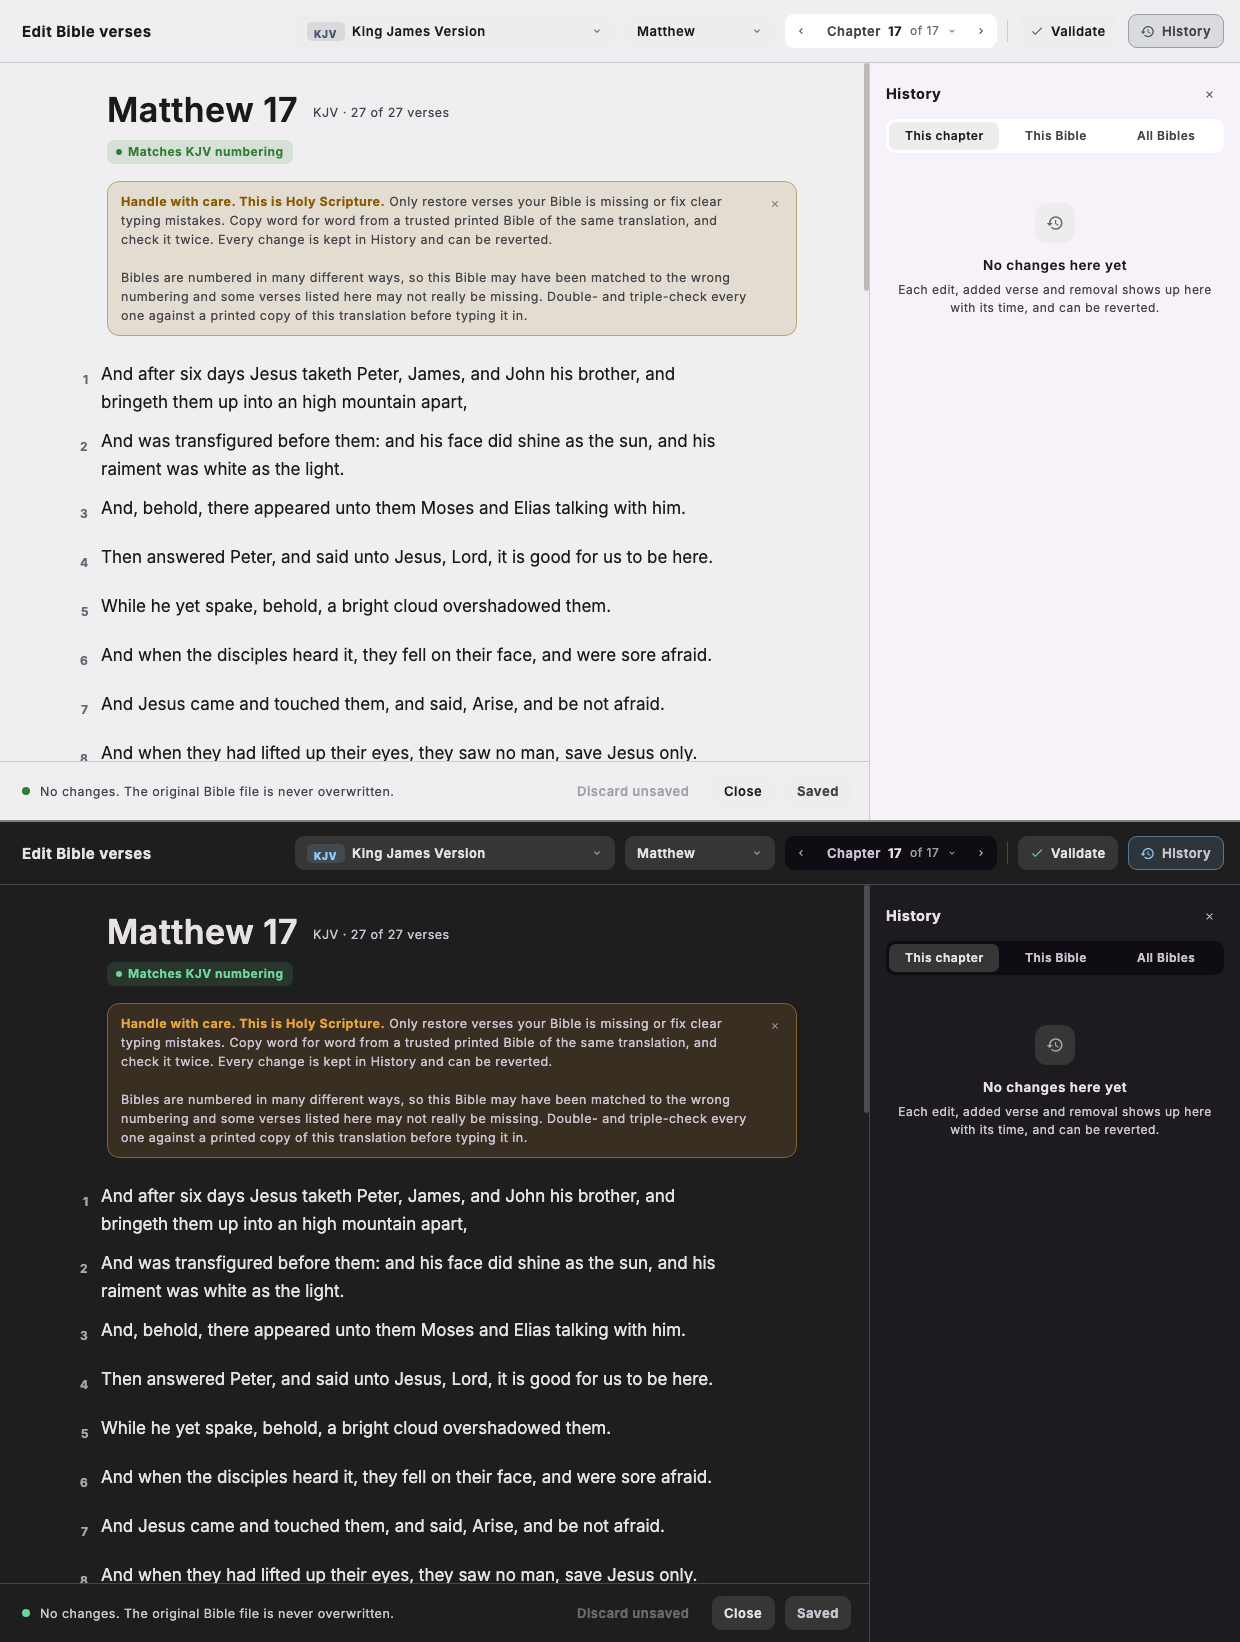 Edit Bible verses
KJV King James Version
Matthew
‹ Chapter 17 of 17 ›
Validate
History
Matthew 17 KJV · 27 of 27 verses
Matches KJV numbering
Handle with care. This is Holy Scripture. Only restore verses your Bible is missing or fix clear
typing mistakes. Copy word for word from a trusted printed Bible of the same translation, and
check it twice. Every change is kept in History and can be reverted.
Bibles are numbered in many different ways, so this Bible may have been matched to the wrong
numbering and some verses listed here may not really be missing. Double- and triple-check every
one against a printed copy of this translation before typing it in.
1 And after six days Jesus taketh Peter, James, and John his brother, and
bringeth them up into an high mountain apart,
2 And was transfigured before them: and his face did shine as the sun, and his
raiment was white as the light.
3 And, behold, there appeared unto them Moses and Elias talking with him.
4 Then answered Peter, and said unto Jesus, Lord, it is good for us to be here.
5 While he yet spake, behold, a bright cloud overshadowed them.
6 And when the disciples heard it, they fell on their face, and were sore afraid.
7 And Jesus came and touched them, and said, Arise, and be not afraid.
8 And when they had lifted up their eyes, they saw no man, save Jesus only.
No changes. The original Bible file is never overwritten.
Discard unsaved
Close
Saved
History ×
This chapter
This Bible
All Bibles
No changes here yet
Each edit, added verse and removal shows up here
with its time, and can be reverted.
Edit Bible verses
KJV King James Version
Matthew
‹ Chapter 17 of 17 ›
Validate
History
Matthew 17 KJV · 27 of 27 verses
Matches KJV numbering
Handle with care. This is Holy Scripture. Only restore verses your Bible is missing or fix clear
typing mistakes. Copy word for word from a trusted printed Bible of the same translation, and
check it twice. Every change is kept in History and can be reverted.
Bibles are numbered in many different ways, so this Bible may have been matched to the wrong
numbering and some verses listed here may not really be missing. Double- and triple-check every
one against a printed copy of this translation before typing it in.
1 And after six days Jesus taketh Peter, James, and John his brother, and
bringeth them up into an high mountain apart,
2 And was transfigured before them: and his face did shine as the sun, and his
raiment was white as the light.
3 And, behold, there appeared unto them Moses and Elias talking with him.
4 Then answered Peter, and said unto Jesus, Lord, it is good for us to be here.
5 While he yet spake, behold, a bright cloud overshadowed them.
6 And when the disciples heard it, they fell on their face, and were sore afraid.
7 And Jesus came and touched them, and said, Arise, and be not afraid.
8 And when they had lifted up their eyes, they saw no man, save Jesus only.
No changes. The original Bible file is never overwritten.
Discard unsaved
Close
Saved
History ×
This chapter
This Bible
All Bibles
No changes here yet
Each edit, added verse and removal shows up here
with its time, and can be reverted.